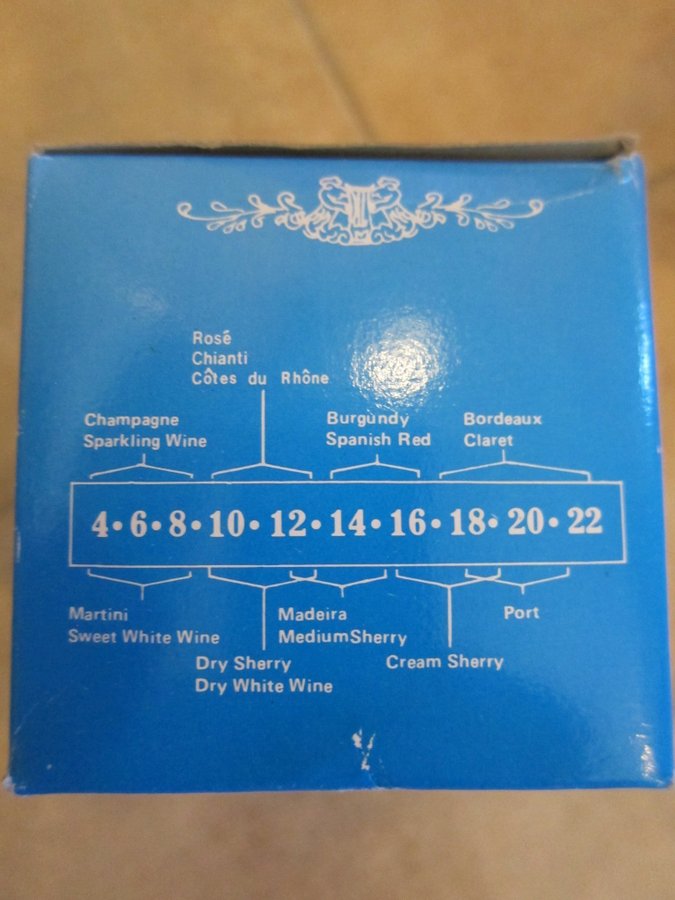 Rosé
Chianti
Côtes du Rhône
Champagne
Sparkling Wine
Burgundy
Spanish Red
Bordeaux
Claret
4•6•8•10•12•14•16•18•20•22
Martini
Sweet White Wine
Madeira
MediumSherry
Port
Dry Sherry
Dry White Wine
Cream Sherry